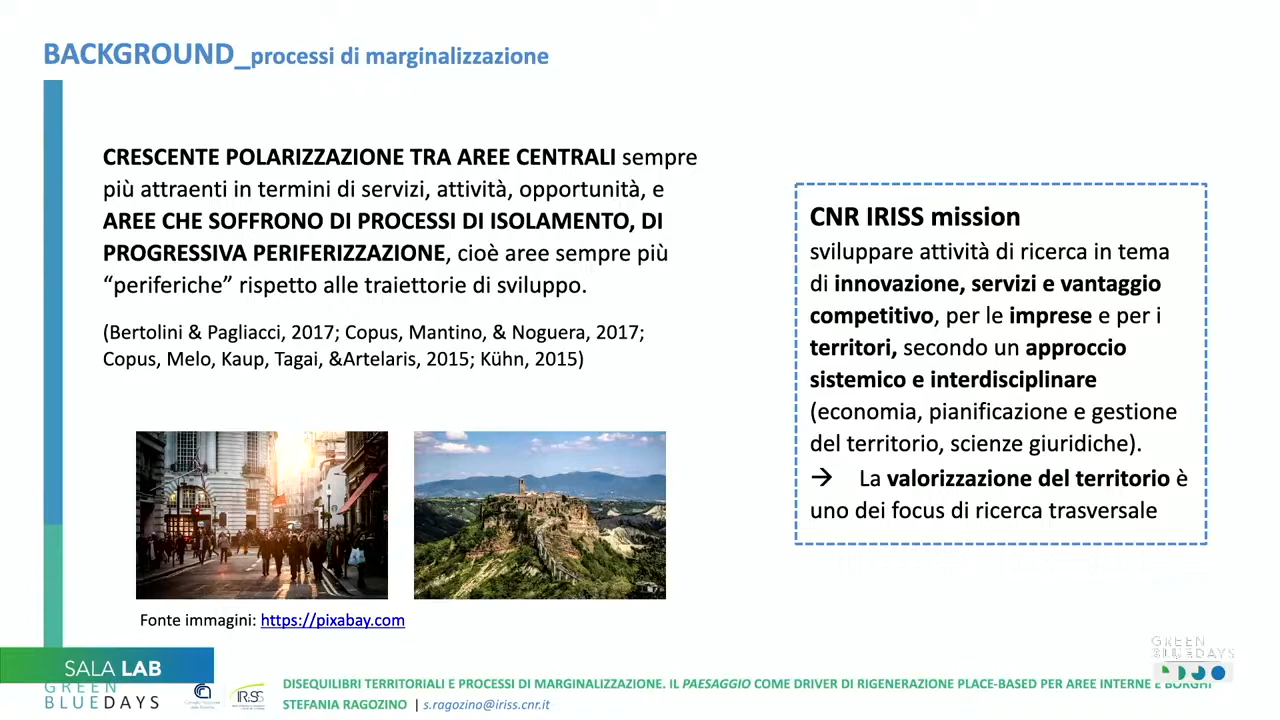 BACKGROUND_processi di marginalizzazione
CRESCENTE POLARIZZAZIONE TRA AREE CENTRALI sempre
più attraenti in termini di servizi, attività, opportunità, e
AREE CHE SOFFRONO DI PROCESSI DI ISOLAMENTO, DI
PROGRESSIVA PERIFERIZZAZIONE, cioè aree sempre più
“periferiche” rispetto alle traiettorie di sviluppo.
(Bertolini & Pagliacci, 2017; Copus, Mantino, & Noguera, 2017;
Copus, Melo, Kaup, Tagai, &Artelaris, 2015; Kühn, 2015)
Fonte immagini: https://pixabay.com
CNR IRISS mission
sviluppare attività di ricerca in tema
di innovazione, servizi e vantaggio
competitivo, per le imprese e per i
territori, secondo un approccio
sistemico e interdisciplinare
(economia, pianificazione e gestione
del territorio, scienze giuridiche).
→ La valorizzazione del territorio è
uno dei focus di ricerca trasversale
GREEN
BLUEDAYS
SALA LAB
GREEN
BLUEDAYS
IRISS
DISEQUILIBRI TERRITORIALI E PROCESSI DI MARGINALIZZAZIONE. IL PAESAGGIO COME DRIVER DI RIGENERAZIONE PLACE-BASED PER AREE INTERNE E BORGHI
STEFANIA RAGOZINO | s.ragozino@iriss.cnr.it